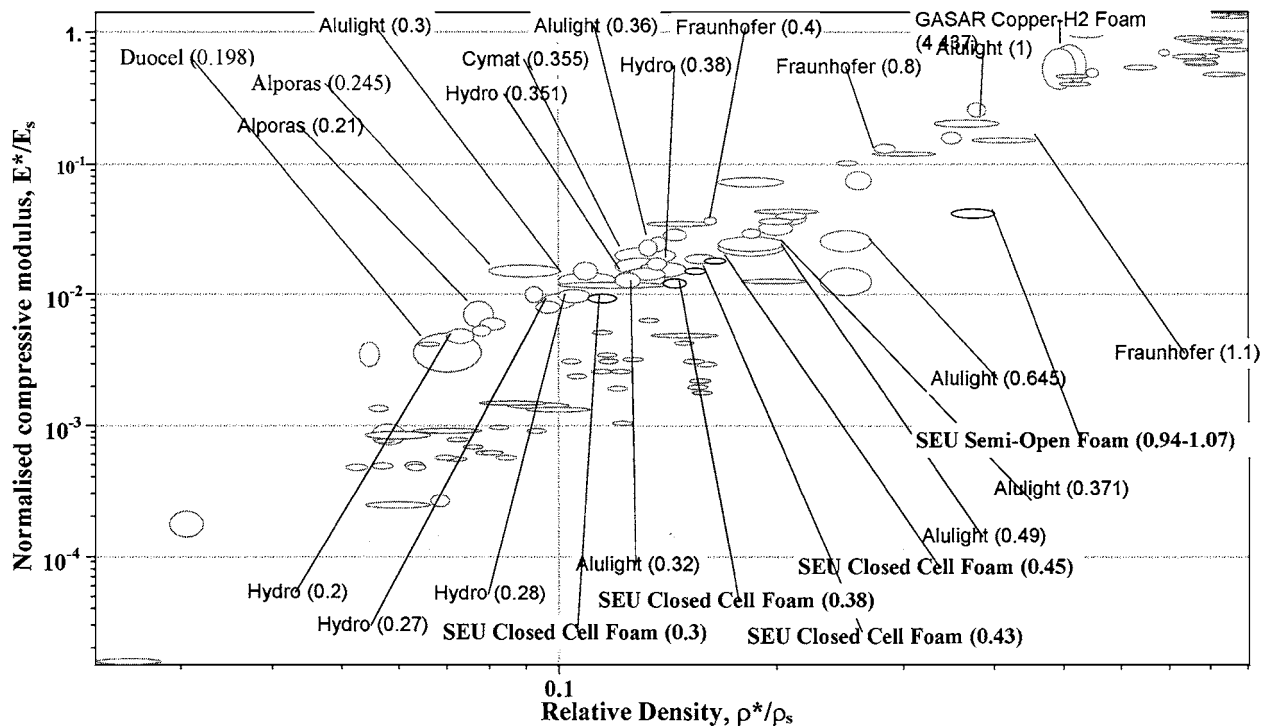 Alulight (0.3)
Alulight (0.36)
Fraunhofer (0.4)
GASAR Copper-H2 Foam
(4.437)
Alulight (1)
Duocel (0.198)
Cymat (0.355)
Hydro (0.38)
Fraunhofer (0.8)
Alporas (0.245)
Hydro (0.351)
Alporas (0.21)
1.
10-1
10-2
10-3
10-4
Normalised compressive modulus, E*/Es
Fraunhofer (1.1)
Alulight (0.645)
SEU Semi-Open Foam (0.94-1.07)
Alulight (0.371)
Alulight (0.49)
SEU Closed Cell Foam (0.45)
Alulight (0.32)
Hydro (0.2)
Hydro (0.28)
SEU Closed Cell Foam (0.38)
Hydro (0.27)
SEU Closed Cell Foam (0.3)
SEU Closed Cell Foam (0.43)
0.1
Relative Density, ρ*/ρs